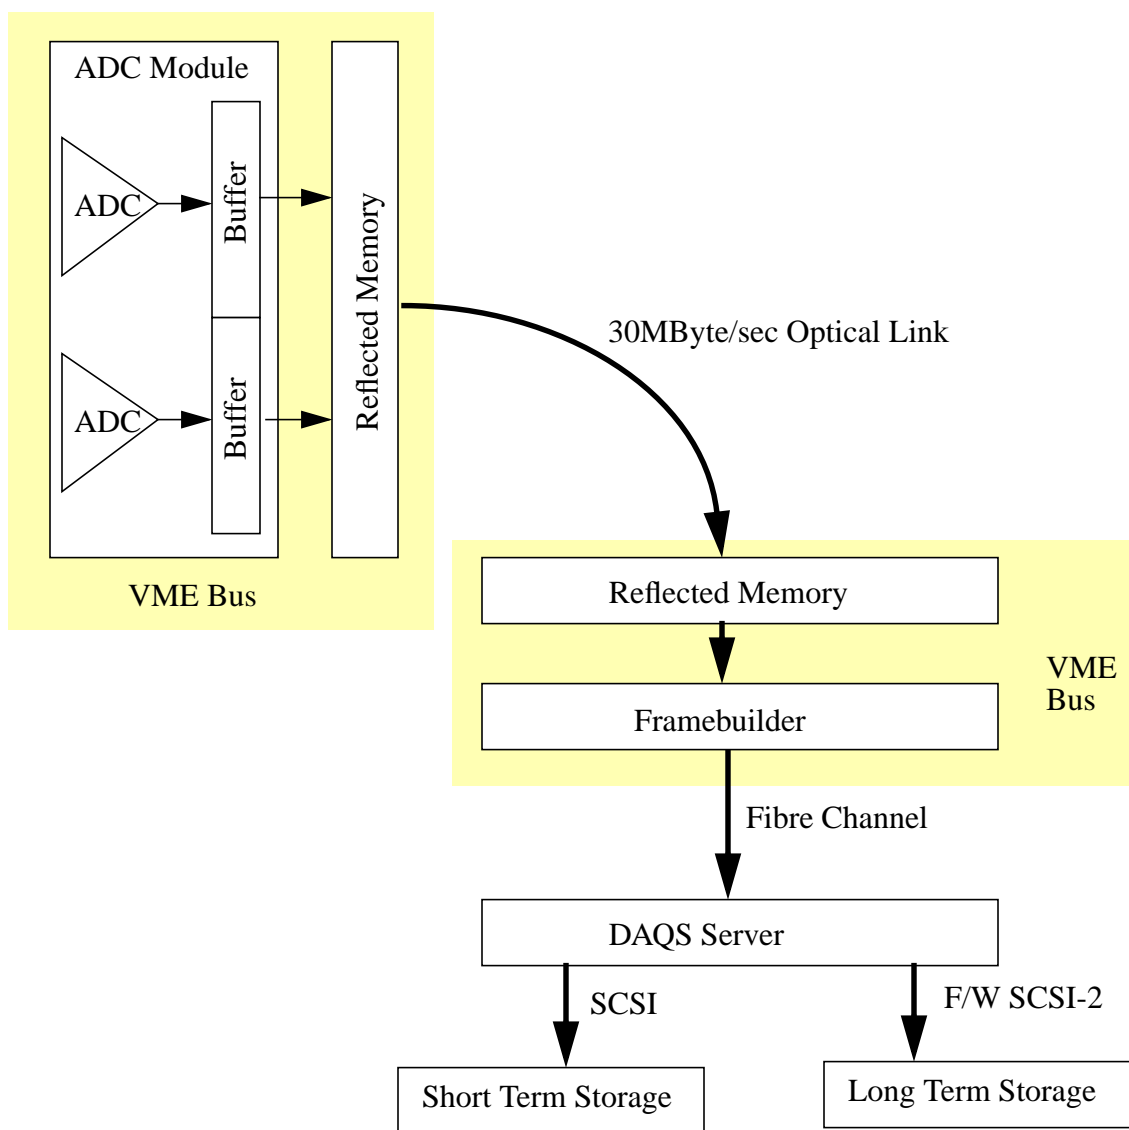 ADC Module
ADC
Buffer
ADC
Buffer
Reflected Memory
VME Bus
30MByte/sec Optical Link
Reflected Memory
Framebuilder
VME
Bus
Fibre Channel
DAQS Server
SCSI
F/W SCSI-2
Short Term Storage
Long Term Storage